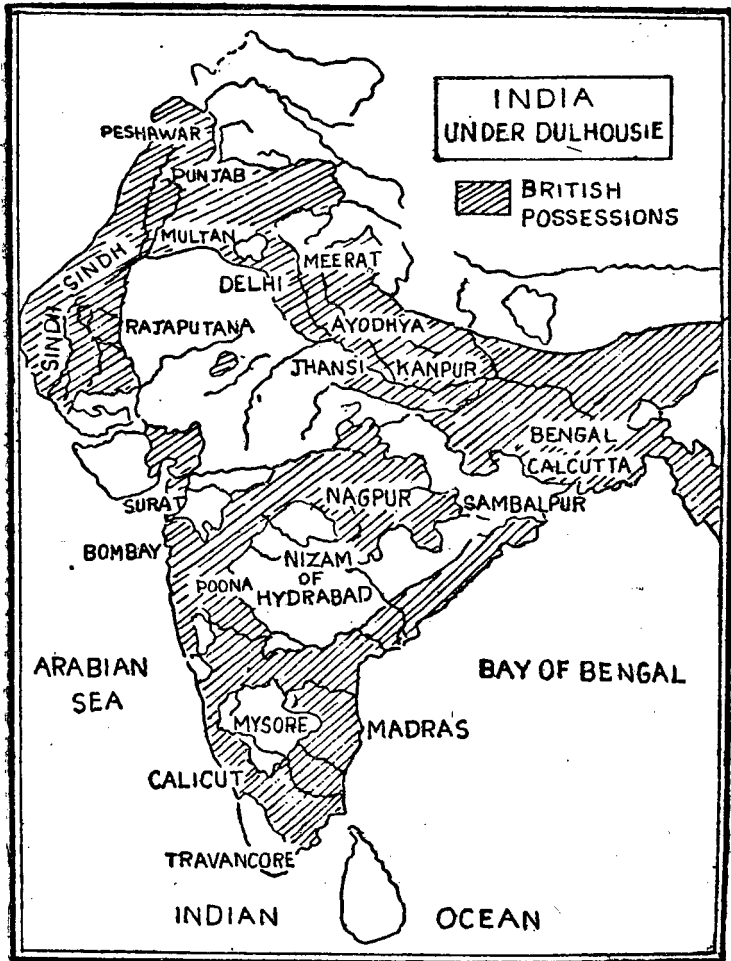 INDIA
UNDER DULHOUSIE
BRITISH
POSSESSIONS
PESHAWAR
PUNJAB
MULTAN
SINDH
SINDH
DELHI
MEERAT
RAJAPUTANA
AYODHYA
JHANSI
KANPUR
BENGAL
CALCUTTA
SURAT
NAGPUR
SAMBALPUR
BOMBAY
NIZAM
OF
HYDRABAD
POONA
ARABIAN
SEA
BAY OF BENGAL
MYSORE
MADRAS
CALICUT
TRAVANCORE
INDIAN OCEAN